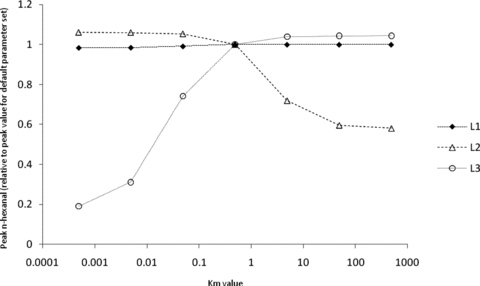 Peak n-hexanal (relative to peak value for default parameter set)
1.2
1
0.8
0.6
0.4
0.2
0
0.0001 0.001 0.01 0.1 1 10 100 1000
Km value
L1
L2
L3